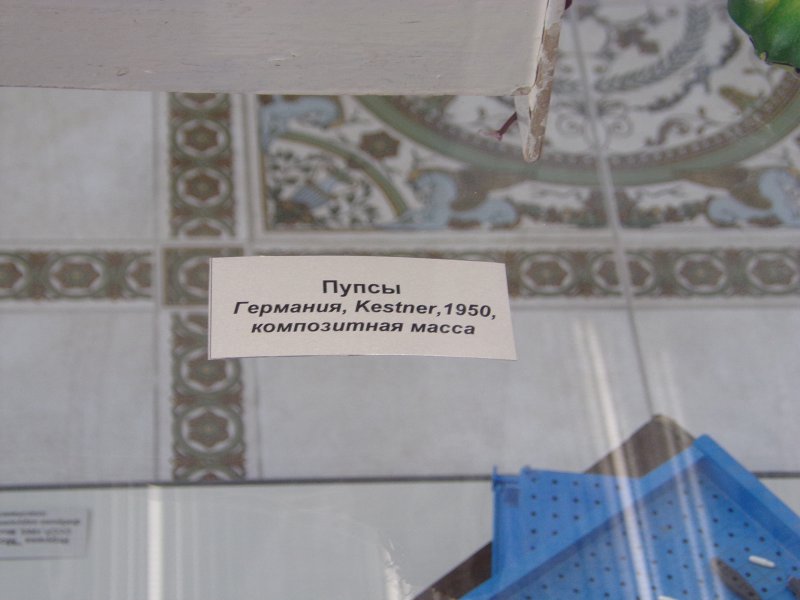 Пупсы
Германия, Kestner,1950,
композитная масса